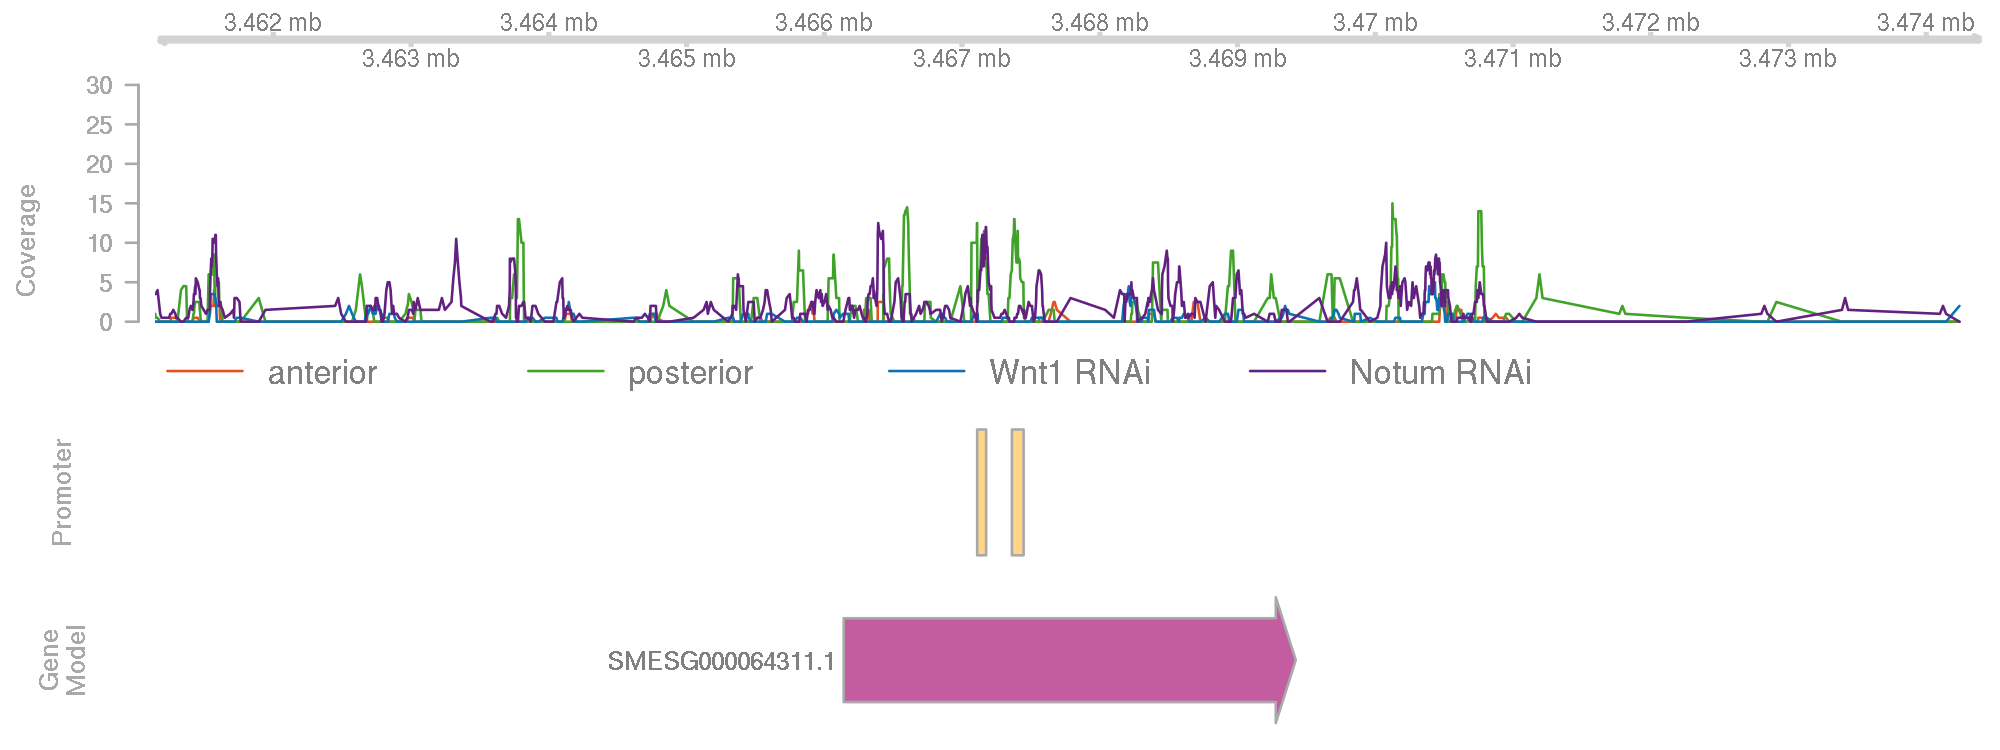 3.462 mb 3.464 mb 3.466 mb 3.468 mb 3.47 mb 3.472 mb 3.474 mb
3.463 mb 3.465 mb 3.467 mb 3.469 mb 3.471 mb 3.473 mb
Coverage
30
25
20
15
10
5
0
anterior posterior Wnt1 RNAi Notum RNAi
Promoter
Gene
Model
SMESG000064311.1